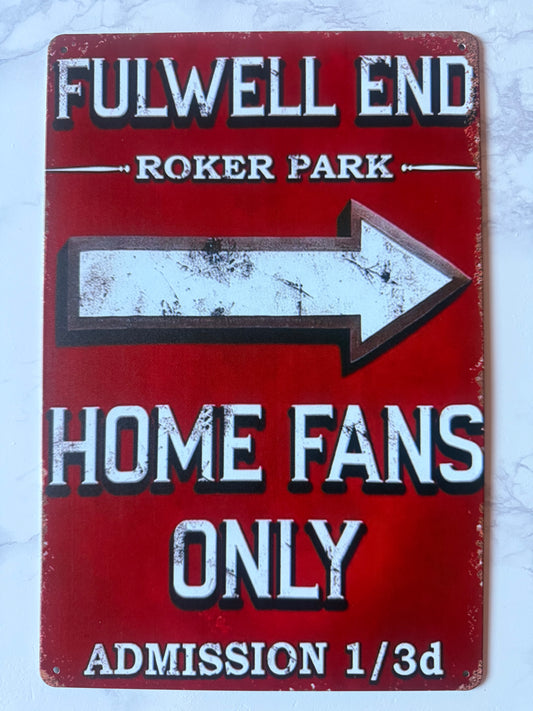 FULWELL END
ROKER PARK
HOME FANS
ONLY
ADMISSION 1/3d